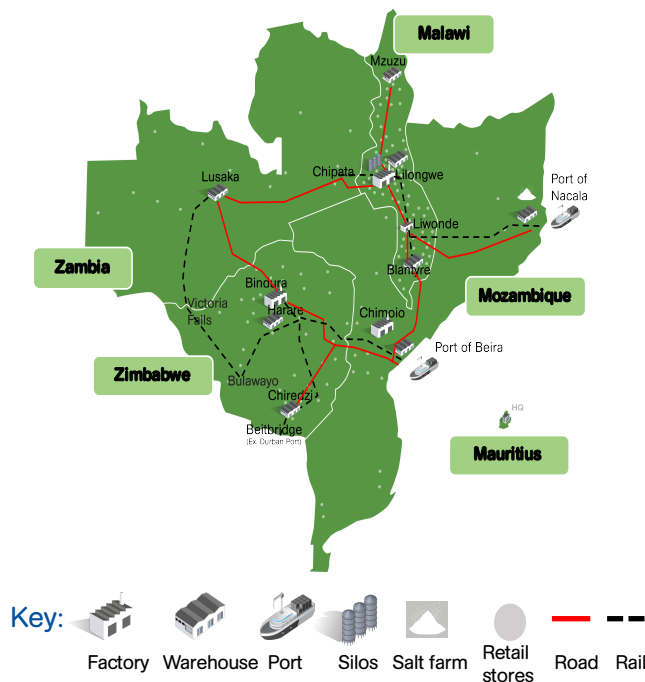 Malawi
Mzuzu
Lusaka
Chipata
Lilongwe
Port of
Nacala
Liwonde
Zambia
Blantyre
Bindura
Mozambique
Victoria
Falls
Harare
Chimoio
Port of Beira
Zimbabwe
Bulawayo
Chiredzi
HQ
Beitbridge
(Ex Durban Port)
Mauritius
Key:
Factory
Warehouse
Port
Silos
Salt farm
Retail
stores
Road
Rail